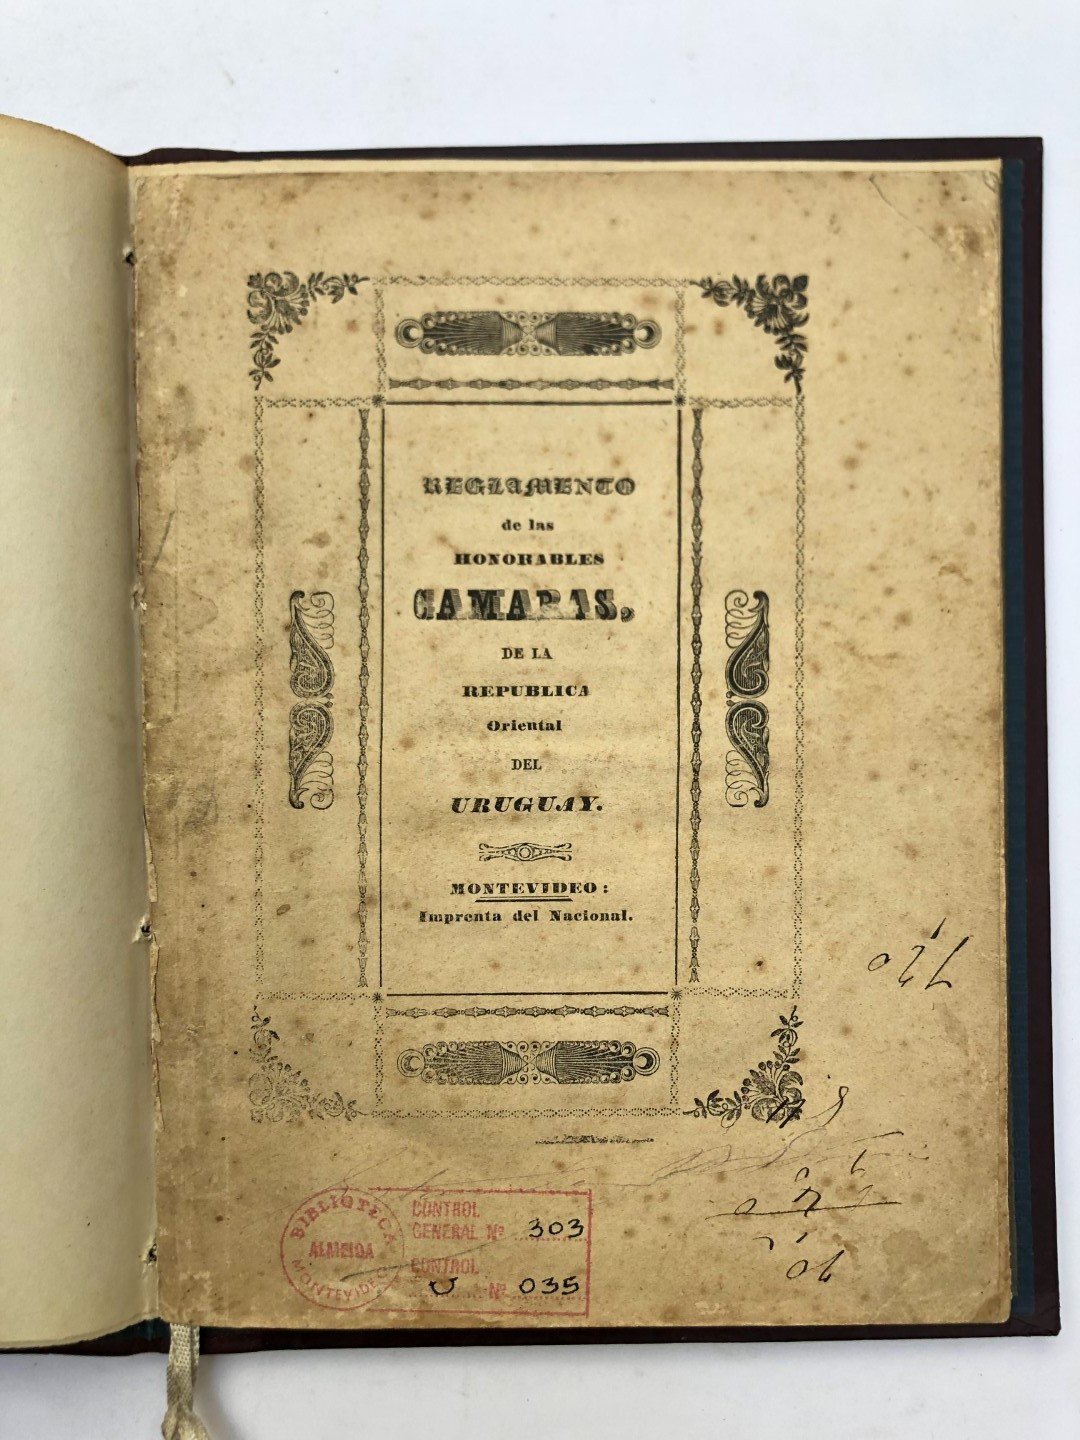 REGLAMENTO
de las
HONORABLES
CAMARAS,
DE LA
REPUBLICA
Oriental
DEL
URUGUAY.
MONTEVIDEO:
Imprenta del Nacional.
BIBLIOTECA
ALMEIDA
MONTEVIDEO
CONTROL
GENERAL Nº 303
CONTROL
U Nº 035